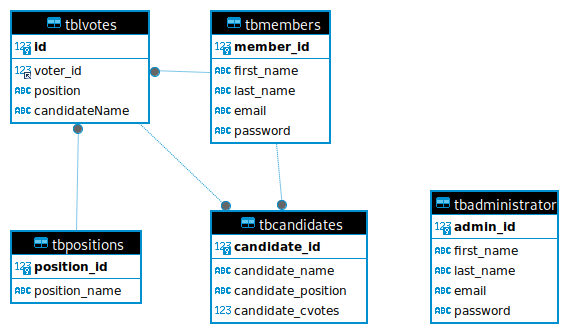 tblvotes
123 id
123 voter_id
ABC position
ABC candidateName
tbmembers
123 member_id
ABC first_name
ABC last_name
ABC email
ABC password
tbpositions
123 position_id
ABC position_name
tbcandidates
123 candidate_id
ABC candidate_name
ABC candidate_position
123 candidate_cvotes
tbadministrator
123 admin_id
ABC first_name
ABC last_name
ABC email
ABC password